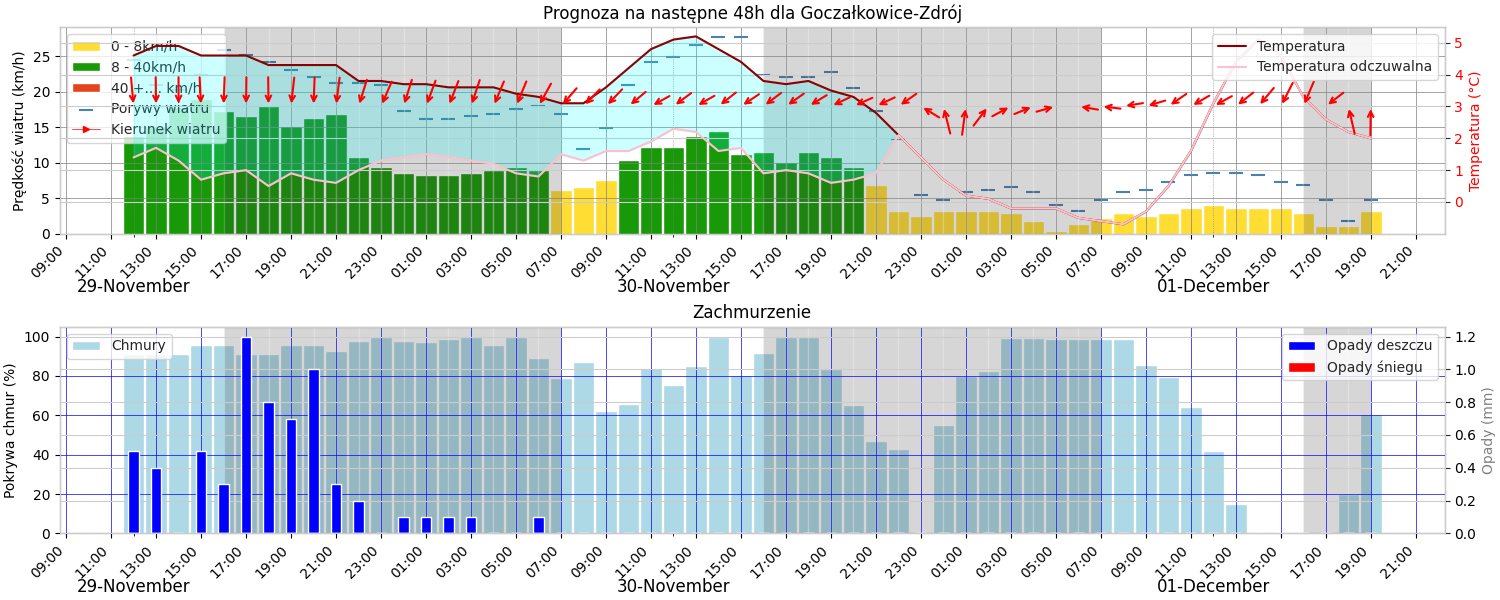 Prognoza na następne 48h dla Goczałkowice-Zdrój
Prędkość wiatru (km/h)
25
20
15
10
5
0
0 - 8km/h
8 - 40km/h
40 +... km/h
Porywy wiatru
Kierunek wiatru
Temperatura
Temperatura odczuwalna
5
4
3
2
1
0
Temperatura (°C)
09:00 11:00 13:00 15:00 17:00 19:00 21:00 23:00 01:00 03:00 05:00 07:00 09:00 11:00 13:00 15:00 17:00 19:00 21:00 23:00 01:00 03:00 05:00 07:00 09:00 11:00 13:00 15:00 17:00 19:00 21:00
29-November 30-November 01-December
Zachmurzenie
Pokrywa chmur (%)
100
80
60
40
20
0
Chmury
Opady deszczu
Opady śniegu
1.2
1.0
0.8
0.6
0.4
0.2
0.0
Opady (mm)
09:00 11:00 13:00 15:00 17:00 19:00 21:00 23:00 01:00 03:00 05:00 07:00 09:00 11:00 13:00 15:00 17:00 19:00 21:00 23:00 01:00 03:00 05:00 07:00 09:00 11:00 13:00 15:00 17:00 19:00 21:00
29-November 30-November 01-December